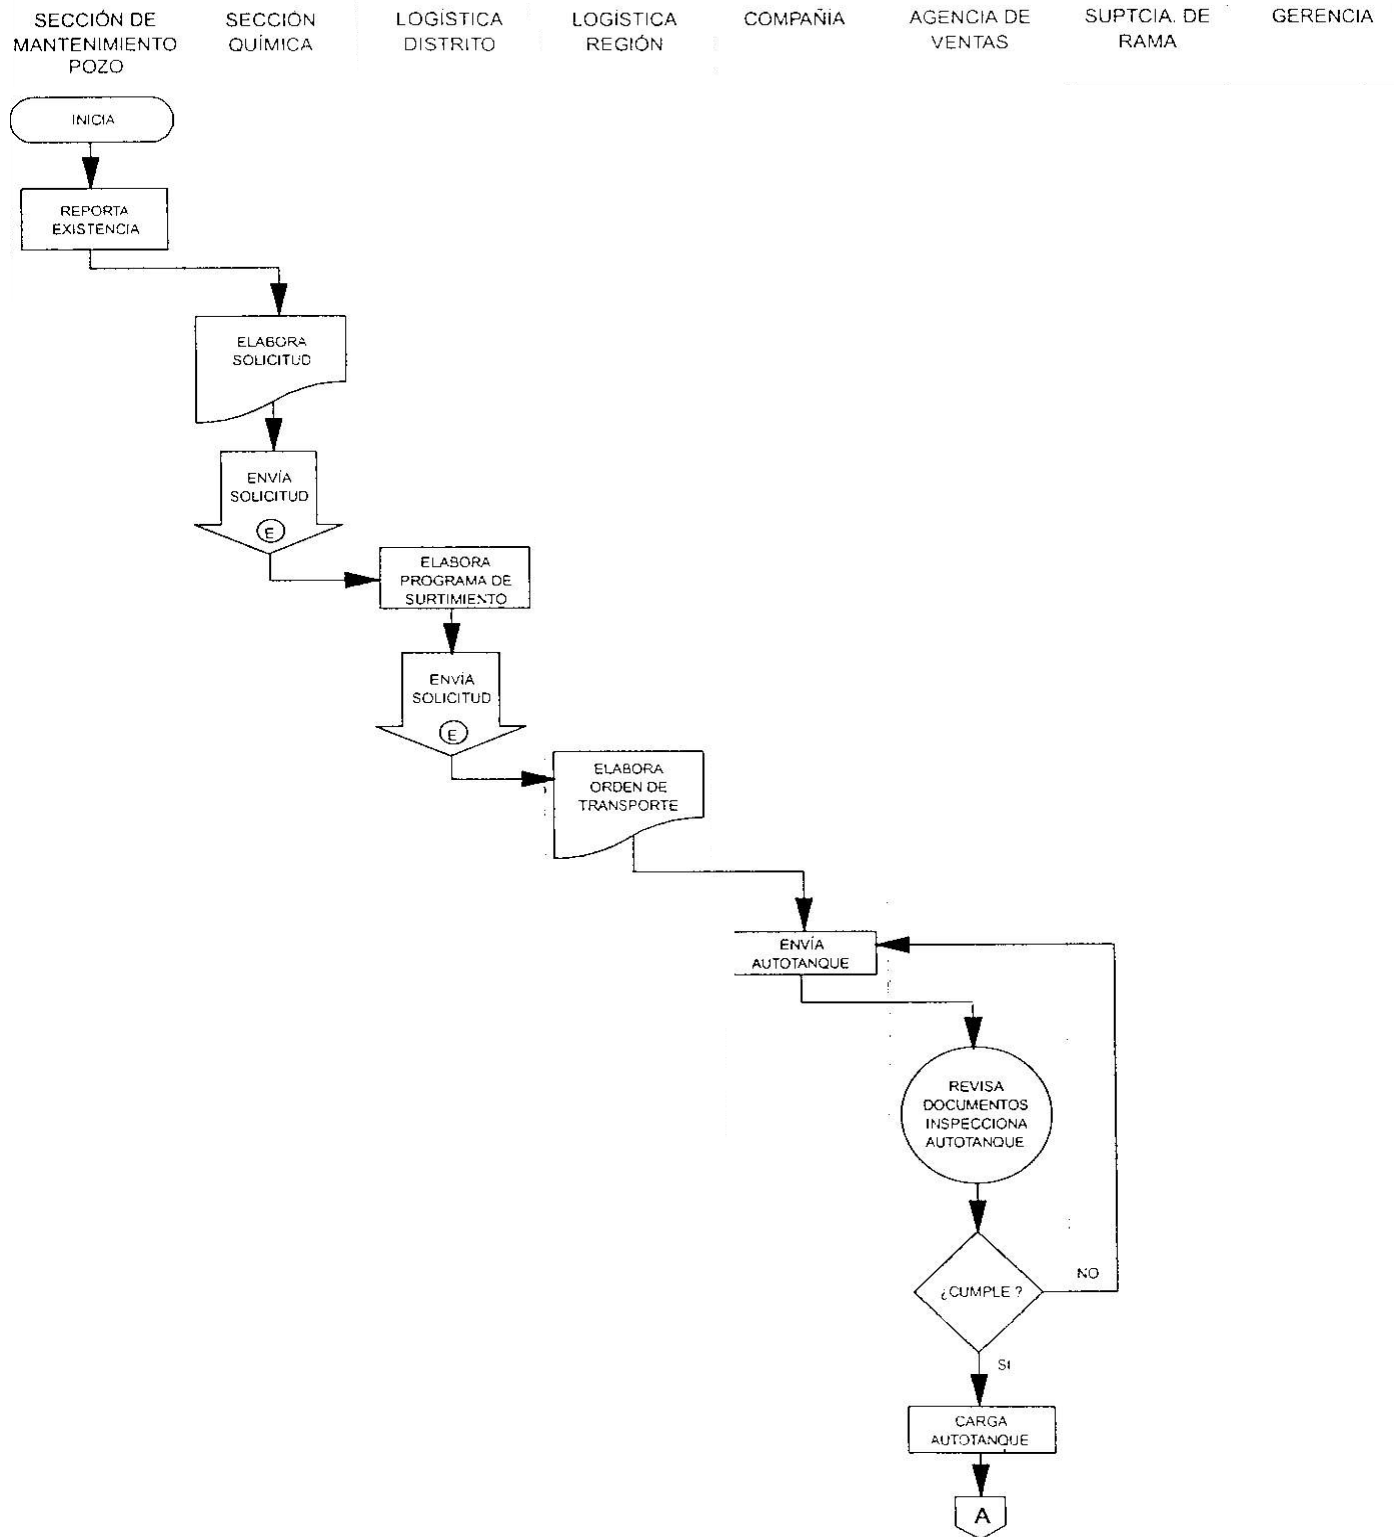 SECCIÓN DE
MANTENIMIENTO
POZO
SECCIÓN
QUÍMICA
LOGÍSTICA
DISTRITO
LOGÍSTICA
REGIÓN
COMPAÑIA
AGENCIA DE
VENTAS
SUPTCIA. DE
RAMA
GERENCIA
INICIA
REPORTA
EXISTENCIA
ELABORA
SOLICITUD
ENVÍA
SOLICITUD
E
ELABORA
PROGRAMA DE
SURTIMIENTO
ENVÍA
SOLICITUD
E
ELABORA
ORDEN DE
TRANSPORTE
ENVÍA
AUTOTANQUE
REVISA
DOCUMENTOS
INSPECCIONA
AUTOTANQUE
¿CUMPLE ?
NO
SI
CARGA
AUTOTANQUE
A